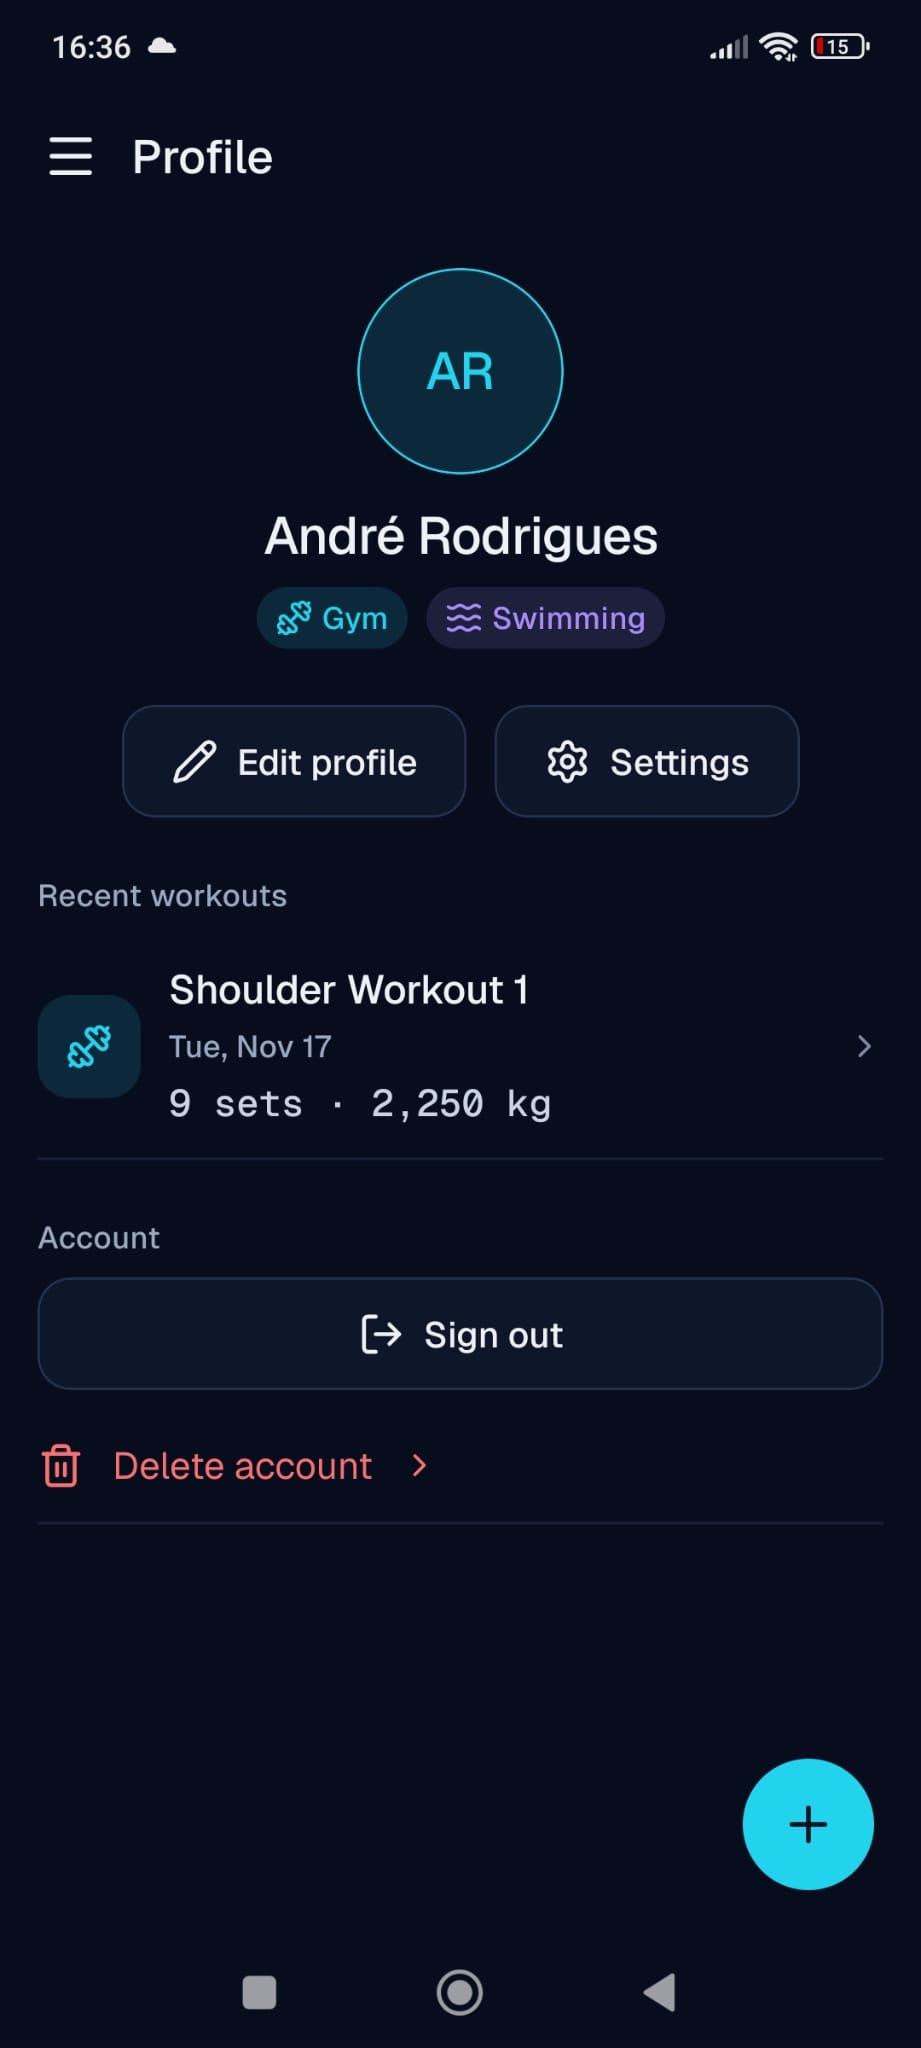 16:36
15
Profile
AR
André Rodrigues
Gym
Swimming
Edit profile
Settings
Recent workouts
Shoulder Workout 1
Tue, Nov 17
9 sets · 2,250 kg
Account
Sign out
Delete account